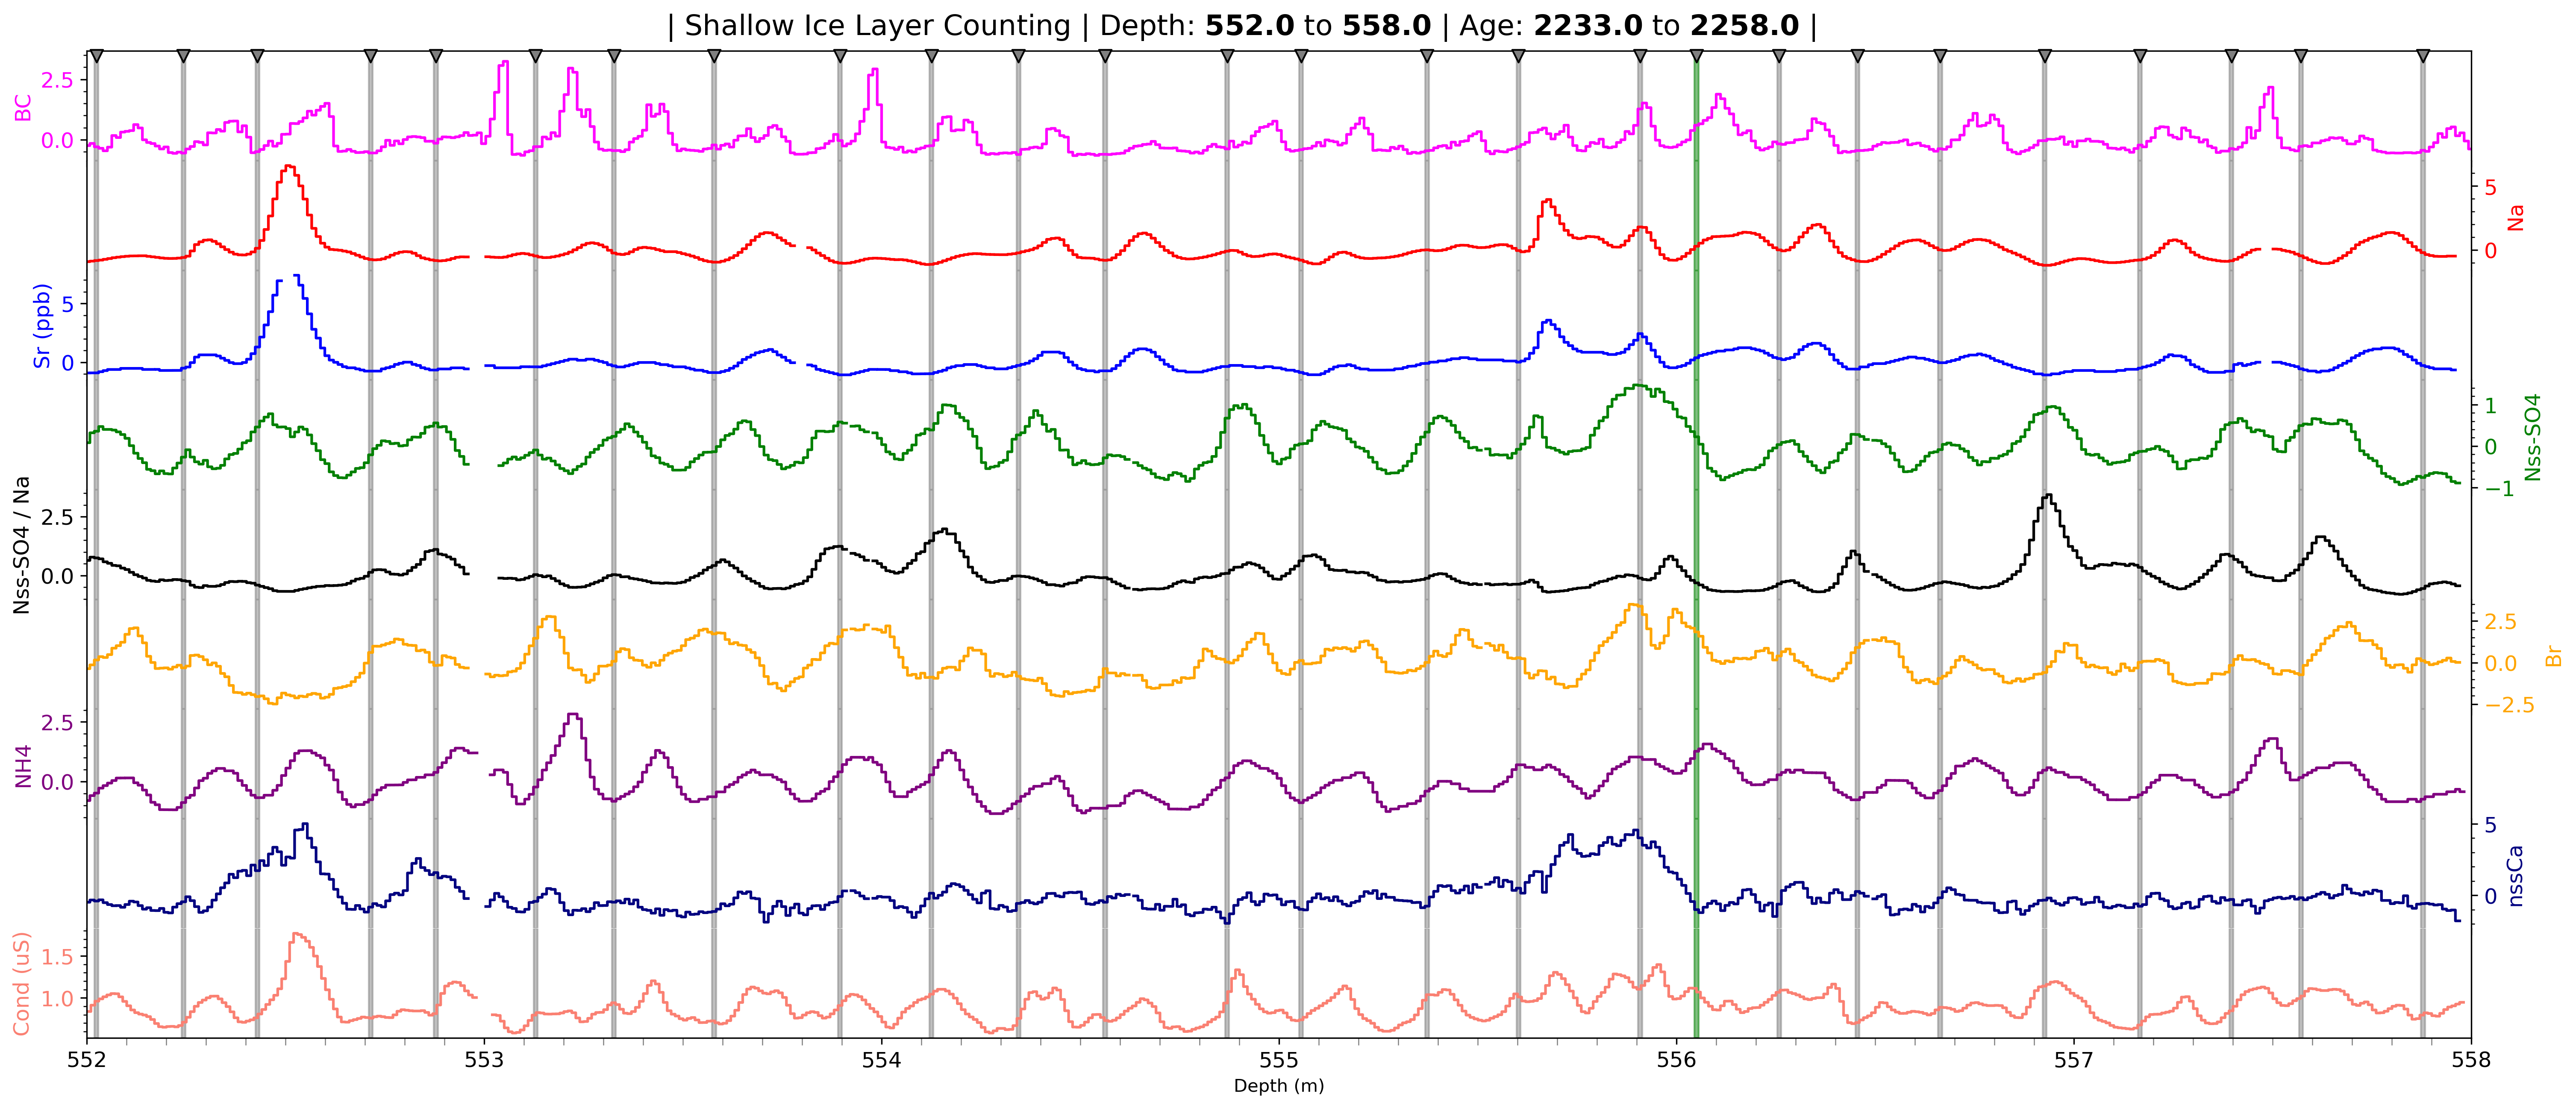 | Shallow Ice Layer Counting | Depth: 552.0 to 558.0 | Age: 2233.0 to 2258.0 |
BC
2.5
0.0
5
0
Na
Sr (ppb)
5
0
1
0
−1
Nss-SO4
Nss-SO4 / Na
2.5
0.0
2.5
0.0
−2.5
Br
NH4
2.5
0.0
5
0
nssCa
Cond (uS)
1.5
1.0
552 553 554 555 556 557 558
Depth (m)